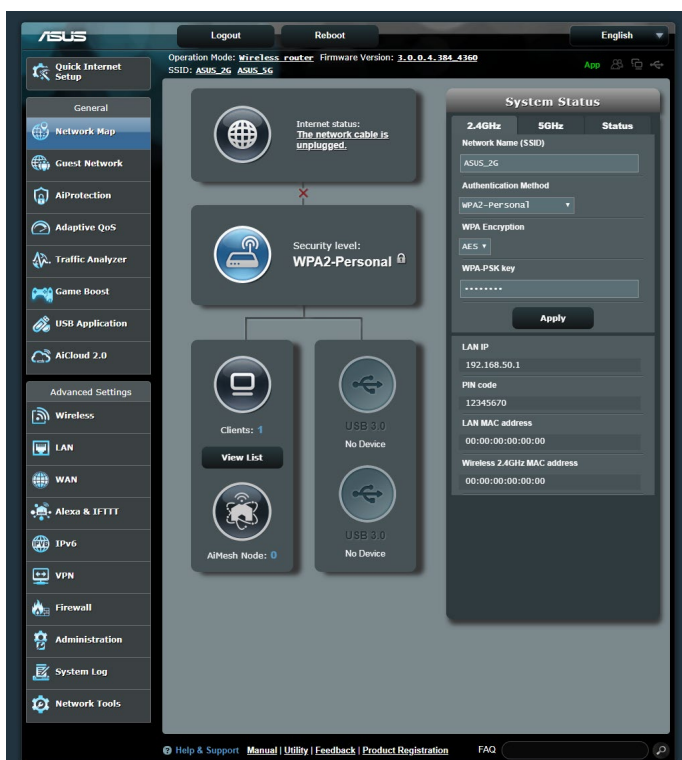 ASUS
Logout
Reboot
English
Quick Internet
Setup
Operation Mode: Wireless router Firmware Version: 3.0.0.4.384_4360
SSID: ASUS_2G ASUS_5G
App
General
Network Map
Guest Network
AiProtection
Adaptive QoS
Traffic Analyzer
Game Boost
USB Application
AiCloud 2.0
Advanced Settings
Wireless
LAN
WAN
Alexa & IFTTT
IPv6
IPv6
VPN
Firewall
Administration
System Log
Network Tools
Internet status:
The network cable is
unplugged.
Security level:
WPA2-Personal
Clients: 1
View List
AiMesh Node: 0
USB 3.0
No Device
USB 3.0
No Device
System Status
2.4GHz 5GHz Status
Network Name (SSID)
ASUS_2G
Authentication Method
WPA2-Personal
WPA Encryption
AES
WPA-PSK key
••••••••
Apply
LAN IP
192.168.50.1
PIN code
12345670
LAN MAC address
00:00:00:00:00:00
Wireless 2.4GHz MAC address
00:00:00:00:00:00
Help & Support Manual | Utility | Feedback | Product Registration FAQ